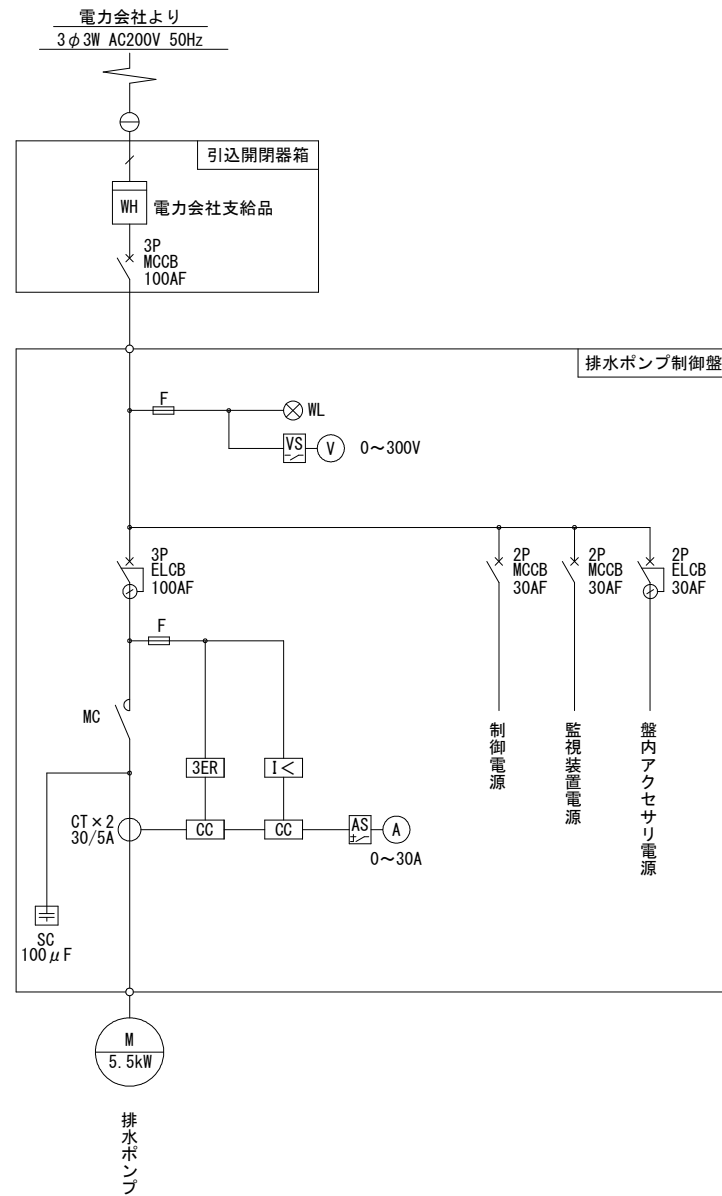 電力会社より
3φ3W AC200V 50Hz
引込開閉器箱
WH
電力会社支給品
3P
MCCB
100AF
排水ポンプ制御盤
F
WL
VS
V
0～300V
3P
ELCB
100AF
2P
MCCB
30AF
2P
MCCB
30AF
2P
ELCB
30AF
F
MC
制御電源
監視装置電源
盤内アクセサリ電源
3ER
I<
CT×2
30/5A
CC
CC
AS
A
0～30A
SC
100μF
M
5.5kW
排水ポンプ